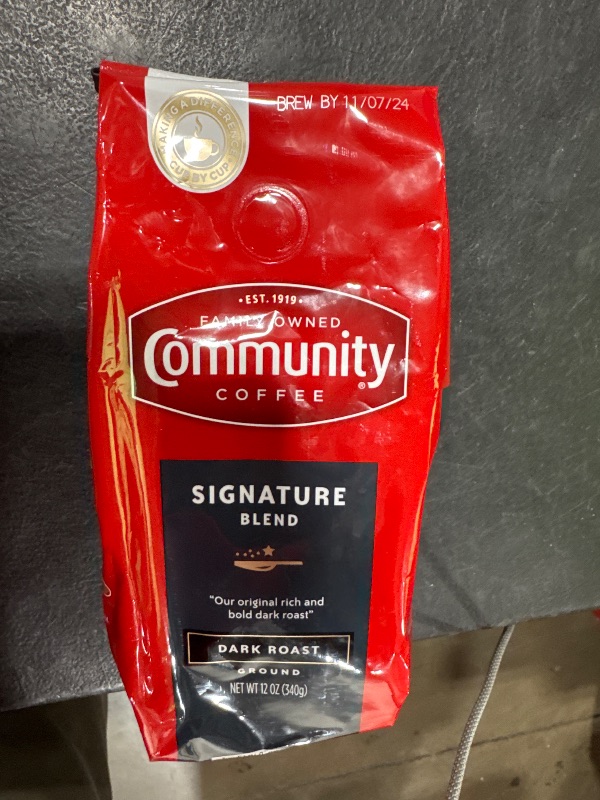 BREW BY 11/07/24
MAKING A DIFFERENCE
CUP BY CUP
•EST. 1919•
FAMILY OWNED
Community®
COFFEE
SIGNATURE
BLEND
"Our original rich and
bold dark roast"
DARK ROAST
GROUND
NET WT 12 OZ (340g)